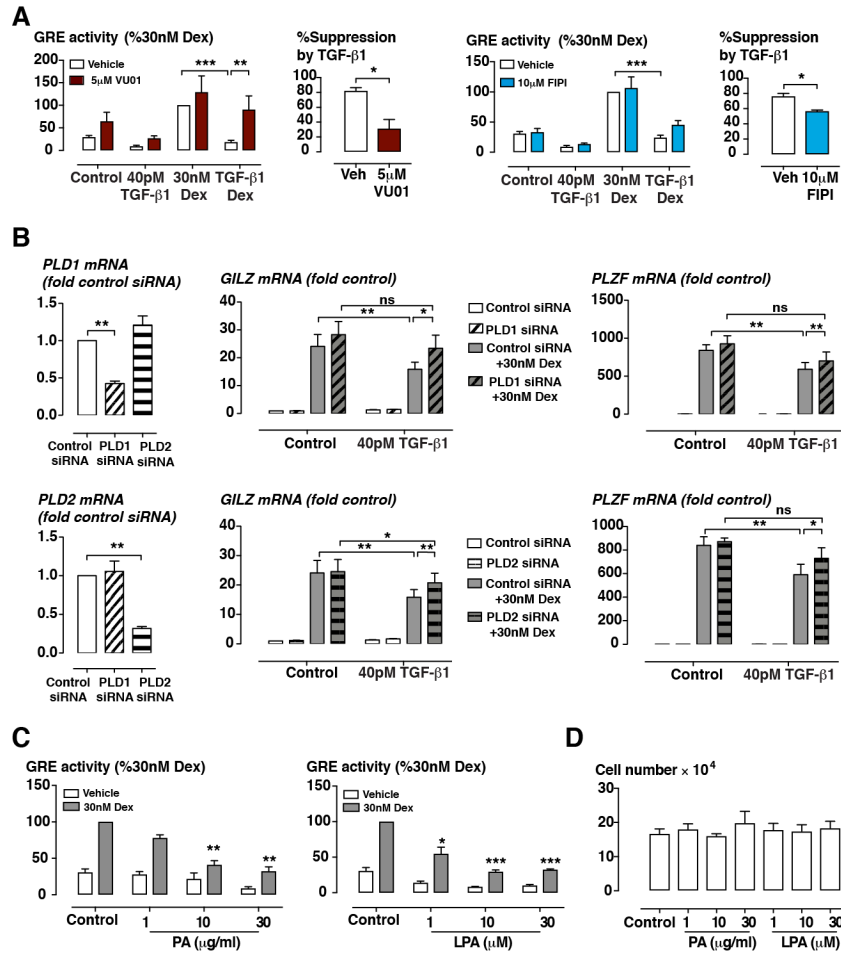 A
GRE activity (%30nM Dex)
Vehicle
5μM VU01
***
**
200
150
100
50
0
Control 40pM 30nM TGF-β1
TGF-β1 Dex Dex
%Suppression
by TGF-β1
*
100
80
60
40
20
0
Veh 5μM
VU01
GRE activity (%30nM Dex)
Vehicle
10μM FIPI
***
150
100
50
0
Control 40pM 30nM TGF-β1
TGF-β1 Dex Dex
%Suppression
by TGF-β1
*
100
80
60
40
20
0
Veh 10μM
FIPI
B
PLD1 mRNA
(fold control siRNA)
**
1.5
1.0
0.5
0.0
Control PLD1 PLD2
siRNA siRNA siRNA
GILZ mRNA (fold control)
ns
**
*
40
30
20
10
0
Control 40pM TGF-β1
Control siRNA
PLD1 siRNA
Control siRNA
+30nM Dex
PLD1 siRNA
+30nM Dex
PLZF mRNA (fold control)
ns
**
**
1500
1000
500
0
Control 40pM TGF-β1
PLD2 mRNA
(fold control siRNA)
**
1.5
1.0
0.5
0.0
Control PLD1 PLD2
siRNA siRNA siRNA
GILZ mRNA (fold control)
*
**
**
40
30
20
10
0
Control 40pM TGF-β1
Control siRNA
PLD2 siRNA
Control siRNA
+30nM Dex
PLD2 siRNA
+30nM Dex
PLZF mRNA (fold control)
ns
**
*
1000
800
600
400
200
0
Control 40pM TGF-β1
C
GRE activity (%30nM Dex)
Vehicle
30nM Dex
**
**
150
100
50
0
Control 1 10 30
PA (μg/ml)
GRE activity (%30nM Dex)
Vehicle
30nM Dex
*
***
***
150
100
50
0
Control 1 10 30
LPA (μM)
D
Cell number × 10⁴
30
20
10
0
Control 1 10 30 1 10 30
PA (μg/ml) LPA (μM)